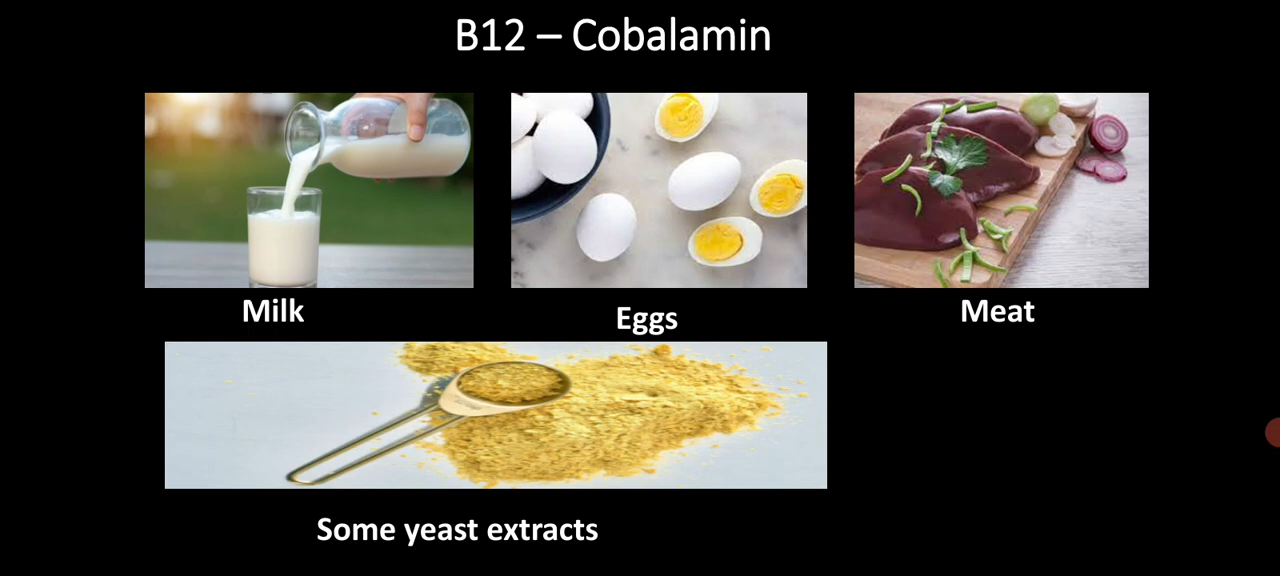 B12 – Cobalamin
Milk
Eggs
Meat
Some yeast extracts